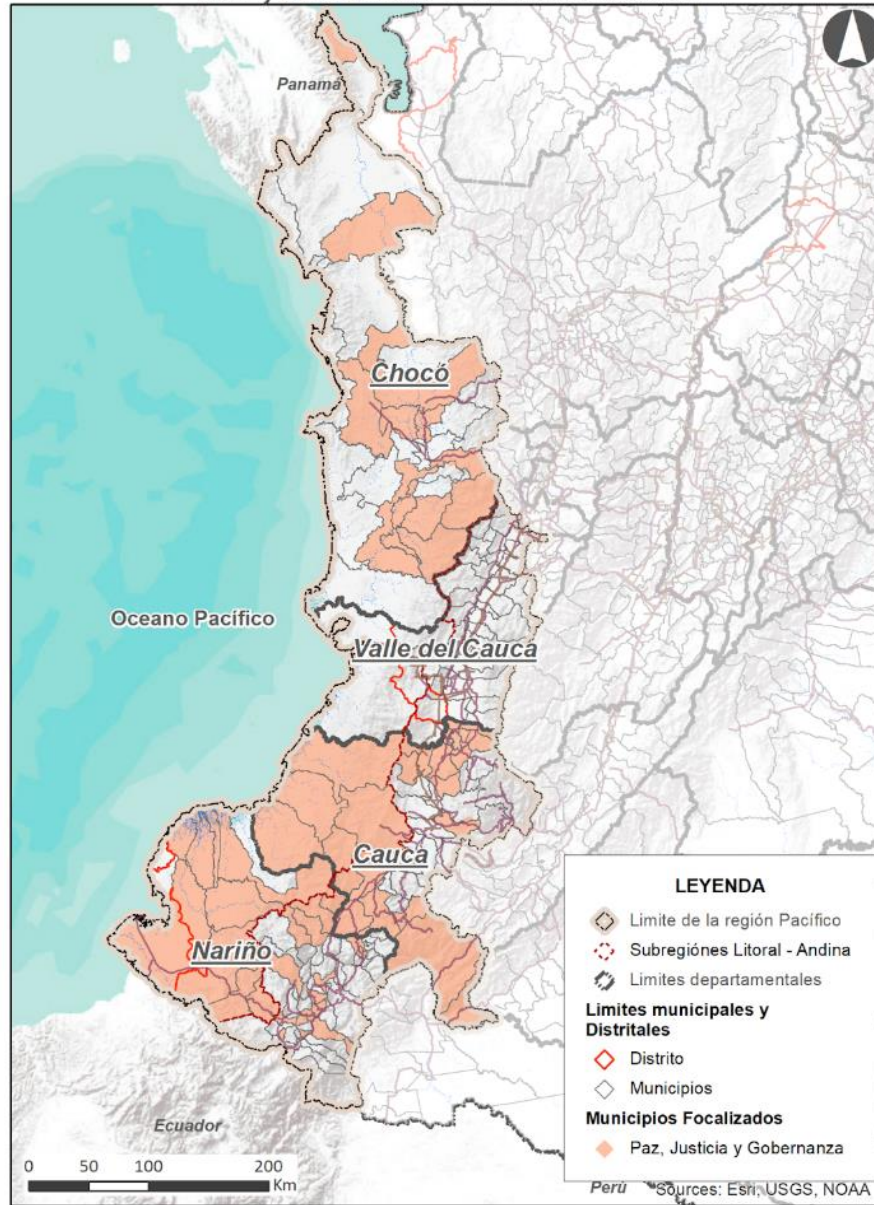 Panama
Chocó
Oceano Pacífico
Valle del Cauca
Cauca
Nariño
Ecuador
Perú
0 50 100 200
Km
LEYENDA
Limite de la región Pacífico
Subregiónes Litoral - Andina
Limites departamentales
Limites municipales y
Distritales
Distrito
Municipios
Municipios Focalizados
Paz, Justicia y Gobernanza
Sources: Esri, USGS, NOAA